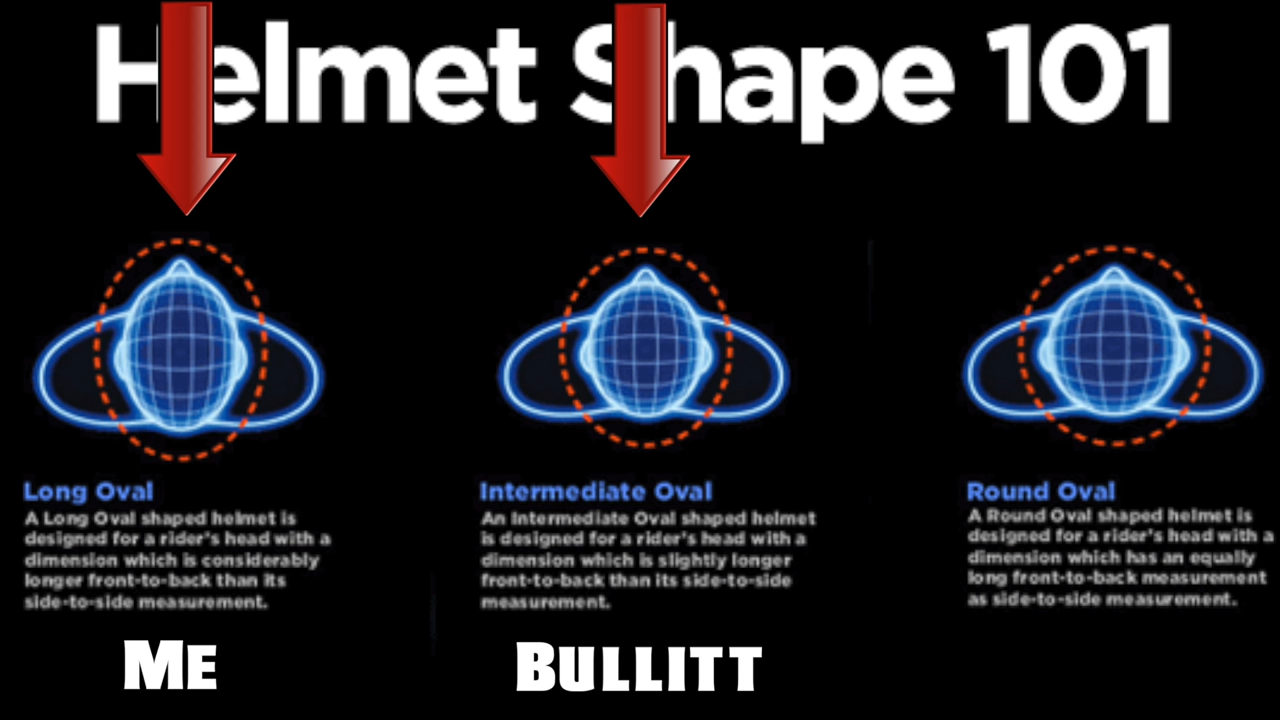 Helmet Shape 101
Long Oval
A Long Oval shaped helmet is
designed for a rider's head with a
dimension which is considerably
longer front-to-back than its
side-to-side measurement.
Intermediate Oval
An Intermediate Oval shaped helmet
is designed for a rider's head with a
dimension which is slightly longer
front-to-back than its side-to-side
measurement.
Round Oval
A Round Oval shaped helmet is
designed for a rider's head with a
dimension which has an equally
long front-to-back measurement
as side-to-side measurement.
ME
BULLITT